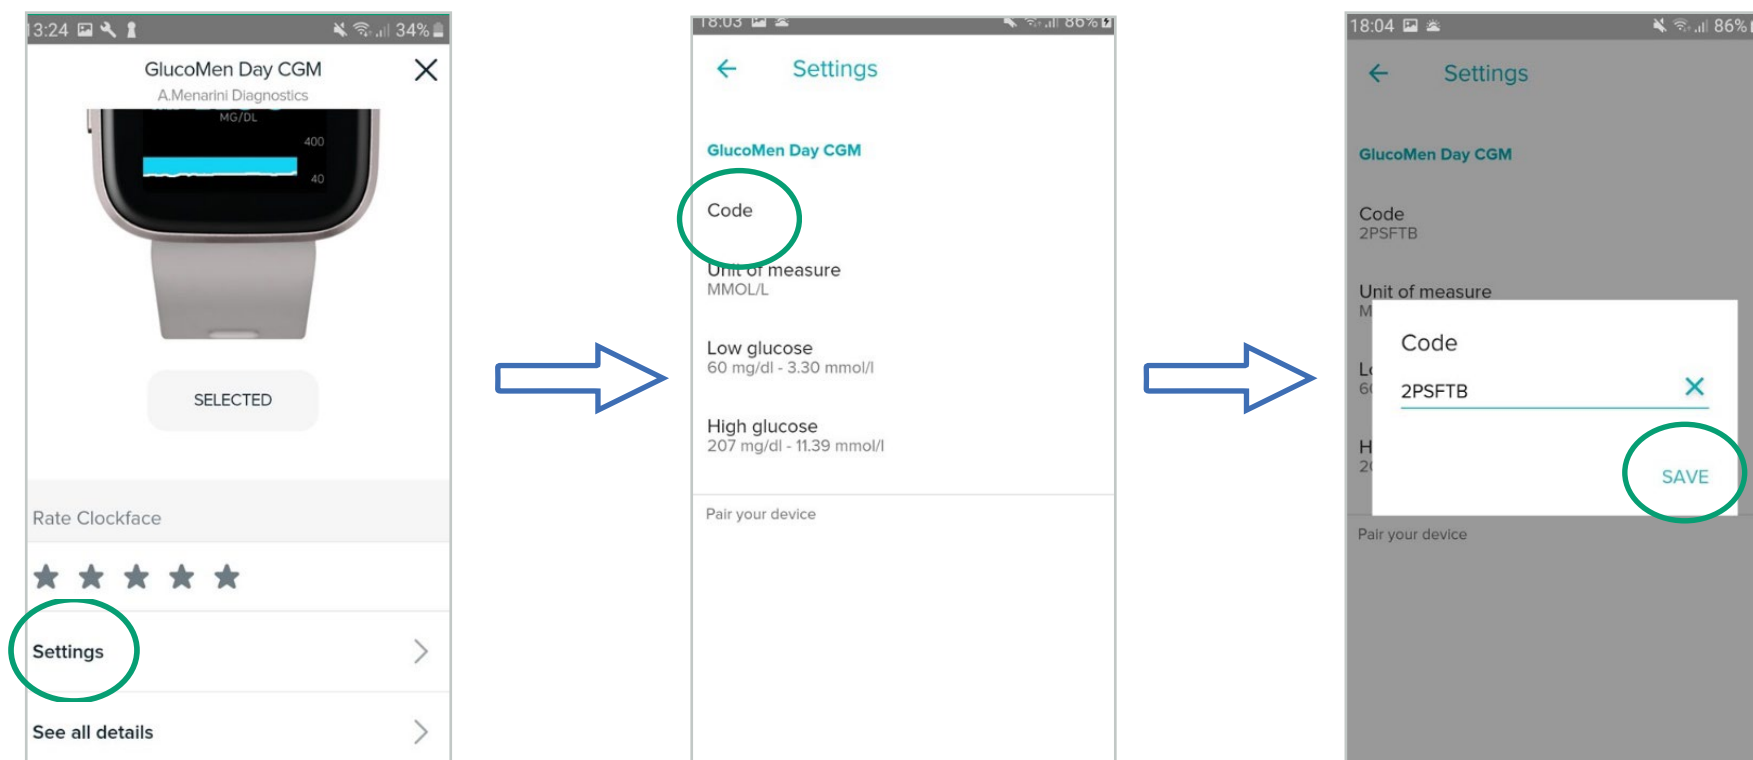 13:24
34%
GlucoMen Day CGM
A.Menarini Diagnostics
MG/DL
400
40
SELECTED
Rate Clockface
Settings
See all details
18:03
86%
Settings
GlucoMen Day CGM
Code
Unit of measure
MMOL/L
Low glucose
60 mg/dl - 3.30 mmol/l
High glucose
207 mg/dl - 11.39 mmol/l
Pair your device
18:04
86%
Settings
GlucoMen Day CGM
Code
2PSFTB
Unit of measure
Code
2PSFTB
SAVE
Pair your device